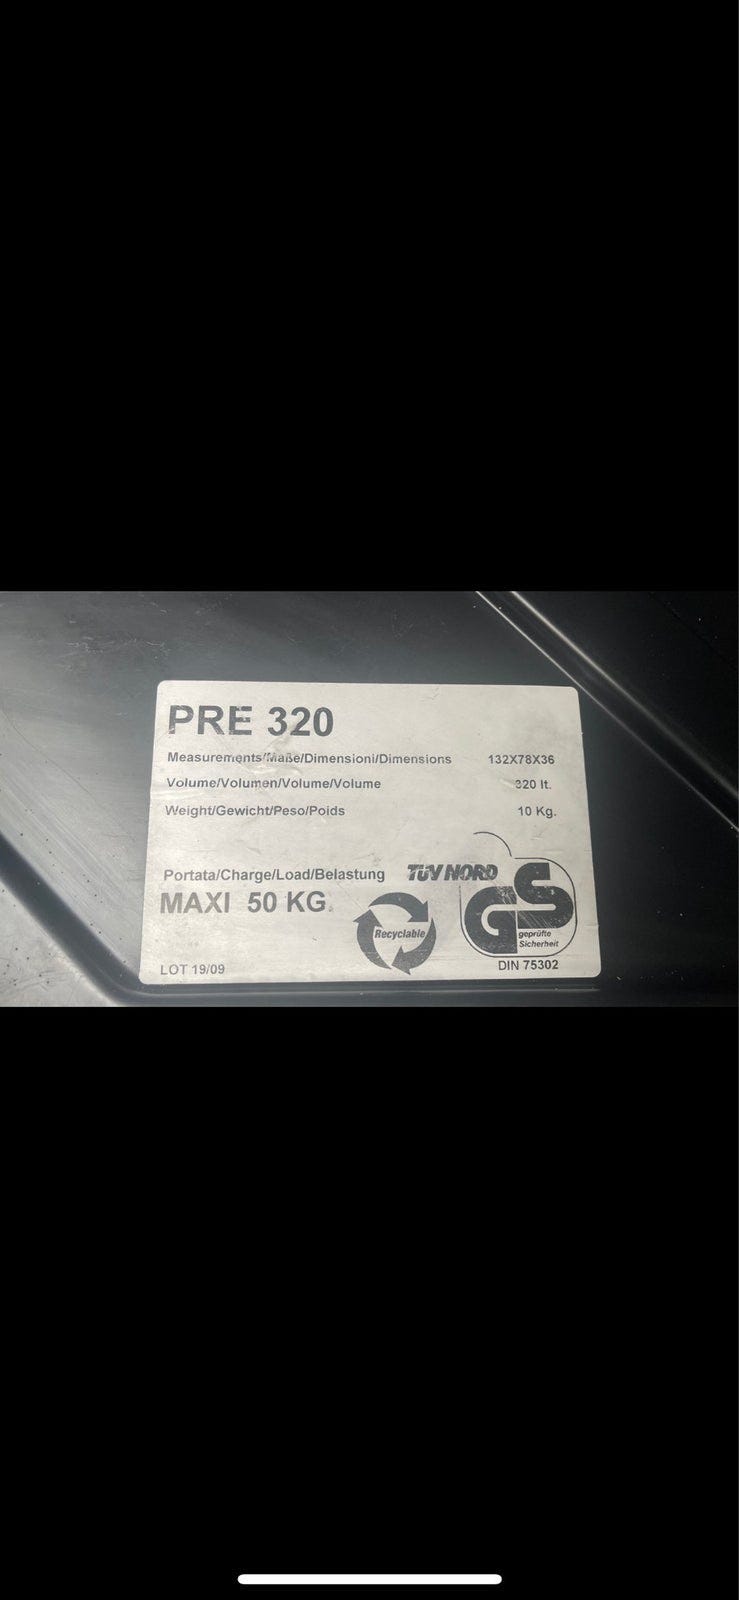 PRE 320
Measurements/Maße/Dimensioni/Dimensions 132X78X36
Volume/Volumen/Volume/Volume 320 lt.
Weight/Gewicht/Peso/Poids 10 Kg.
Portata/Charge/Load/Belastung
MAXI 50 KG.
TÜV NORD
GS
Recyclable
geprüfte
Sicherheit
LOT 19/09
DIN 75302